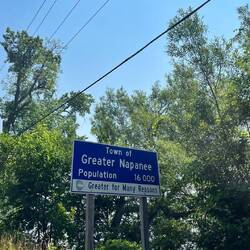 Town of
Greater Napanee
Population 16 000
Greater for Many Reasons